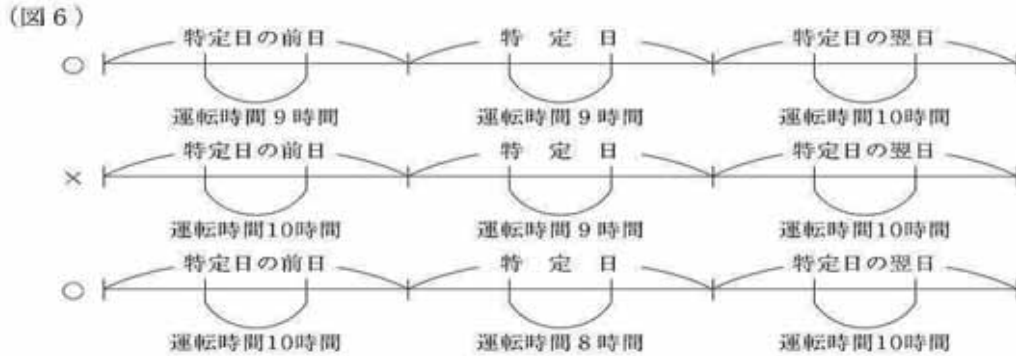 （図6）
特定日の前日 特 定 日 特定日の翌日
○
運転時間9時間 運転時間9時間 運転時間10時間
特定日の前日 特 定 日 特定日の翌日
×
運転時間10時間 運転時間9時間 運転時間10時間
特定日の前日 特 定 日 特定日の翌日
○
運転時間10時間 運転時間8時間 運転時間10時間